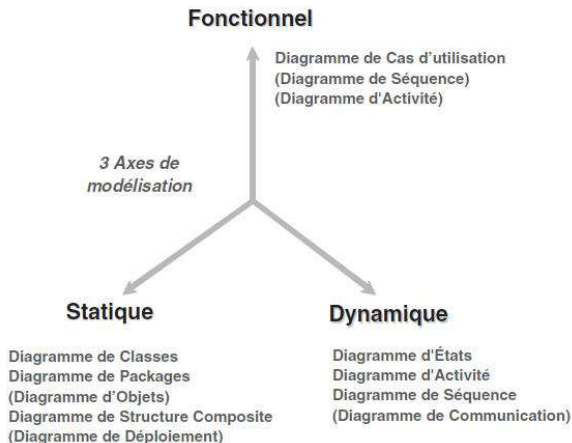 Fonctionnel
Diagramme de Cas d'utilisation
(Diagramme de Séquence)
(Diagramme d'Activité)
3 Axes de
modélisation
Statique
Diagramme de Classes
Diagramme de Packages
(Diagramme d'Objets)
Diagramme de Structure Composite
(Diagramme de Déploiement)
Dynamique
Diagramme d'États
Diagramme d'Activité
Diagramme de Séquence
(Diagramme de Communication)